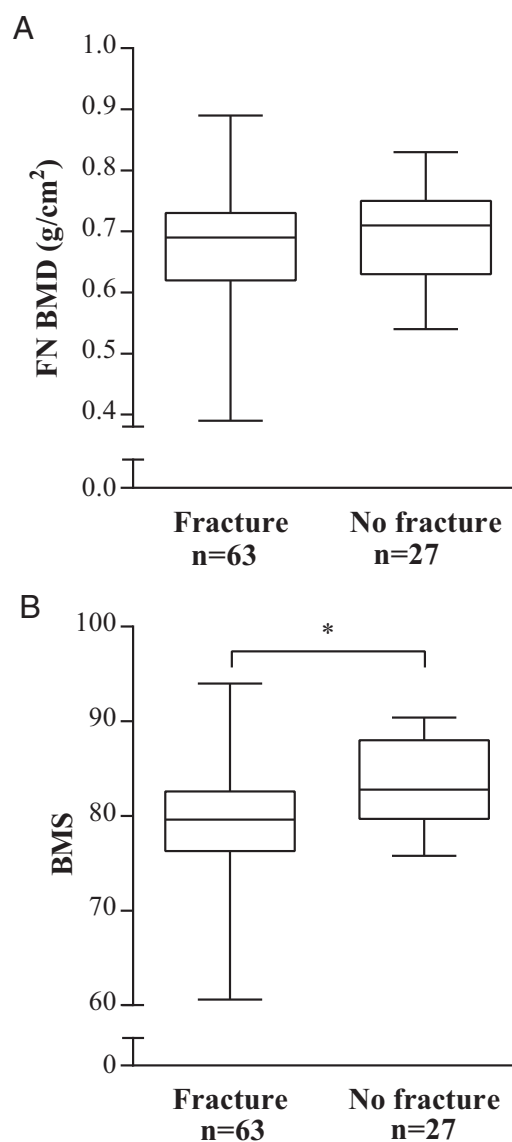 A
FN BMD (g/cm²)
1.0
0.9
0.8
0.7
0.6
0.5
0.4
0.0
Fracture No fracture
n=63 n=27
B
*
BMS
100
90
80
70
60
0
Fracture No fracture
n=63 n=27